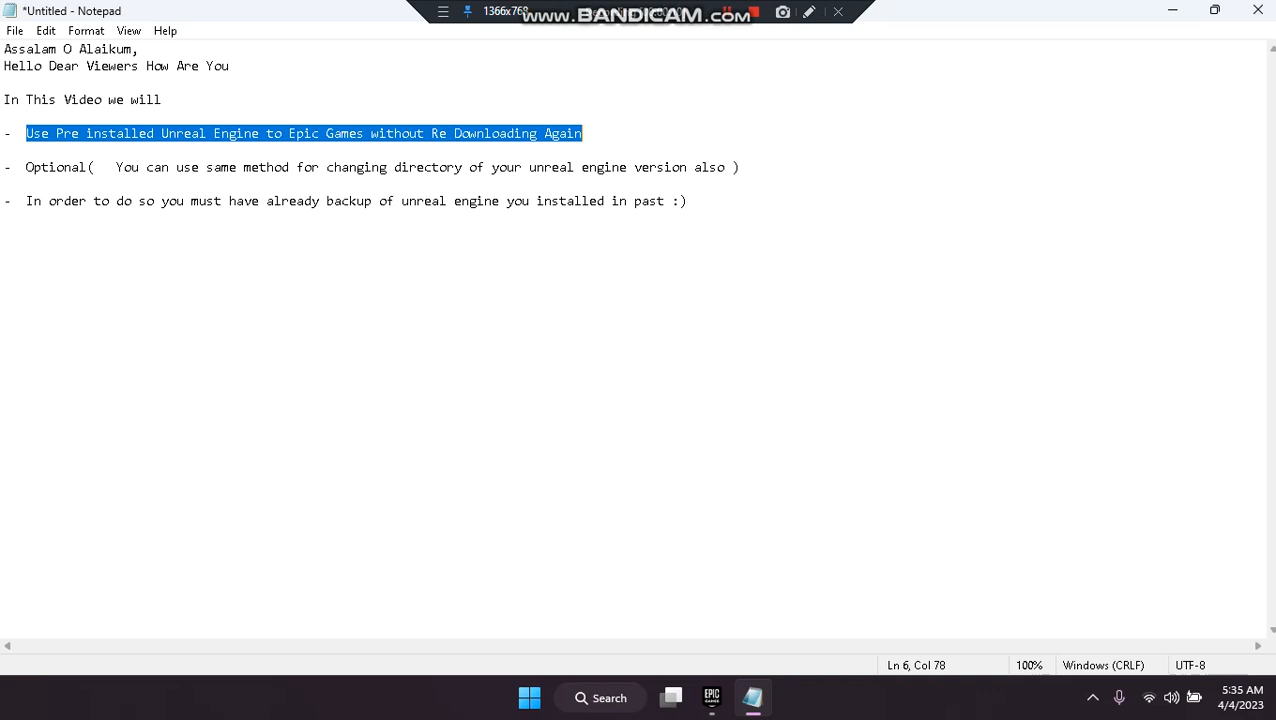 *Untitled - Notepad
1366x768
www.BANDICAM.COM
File Edit Format View Help
Assalam O Alaikum,
Hello Dear Viewers How Are You
In This Video we will
- Use Pre installed Unreal Engine to Epic Games without Re Downloading Again
- Optional( You can use same method for changing directory of your unreal engine version also )
- In order to do so you must have already backup of unreal engine you installed in past :)
Ln 6, Col 78 100% Windows (CRLF) UTF-8
Search
EPIC GAMES
5:35 AM
4/4/2023